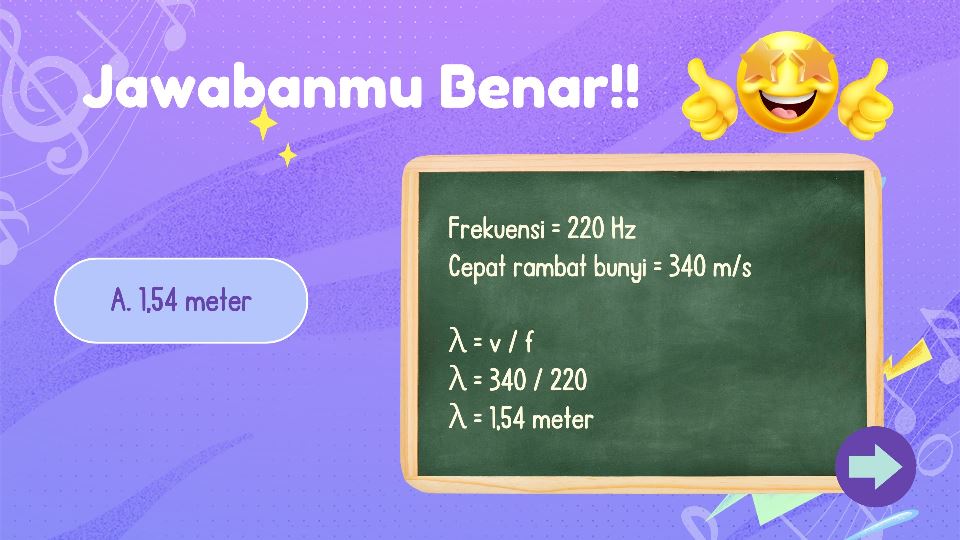 Jawabanmu Benar!!
A. 1,54 meter
Frekuensi = 220 Hz
Cepat rambat bunyi = 340 m/s
λ = v / f
λ = 340 / 220
λ = 1,54 meter